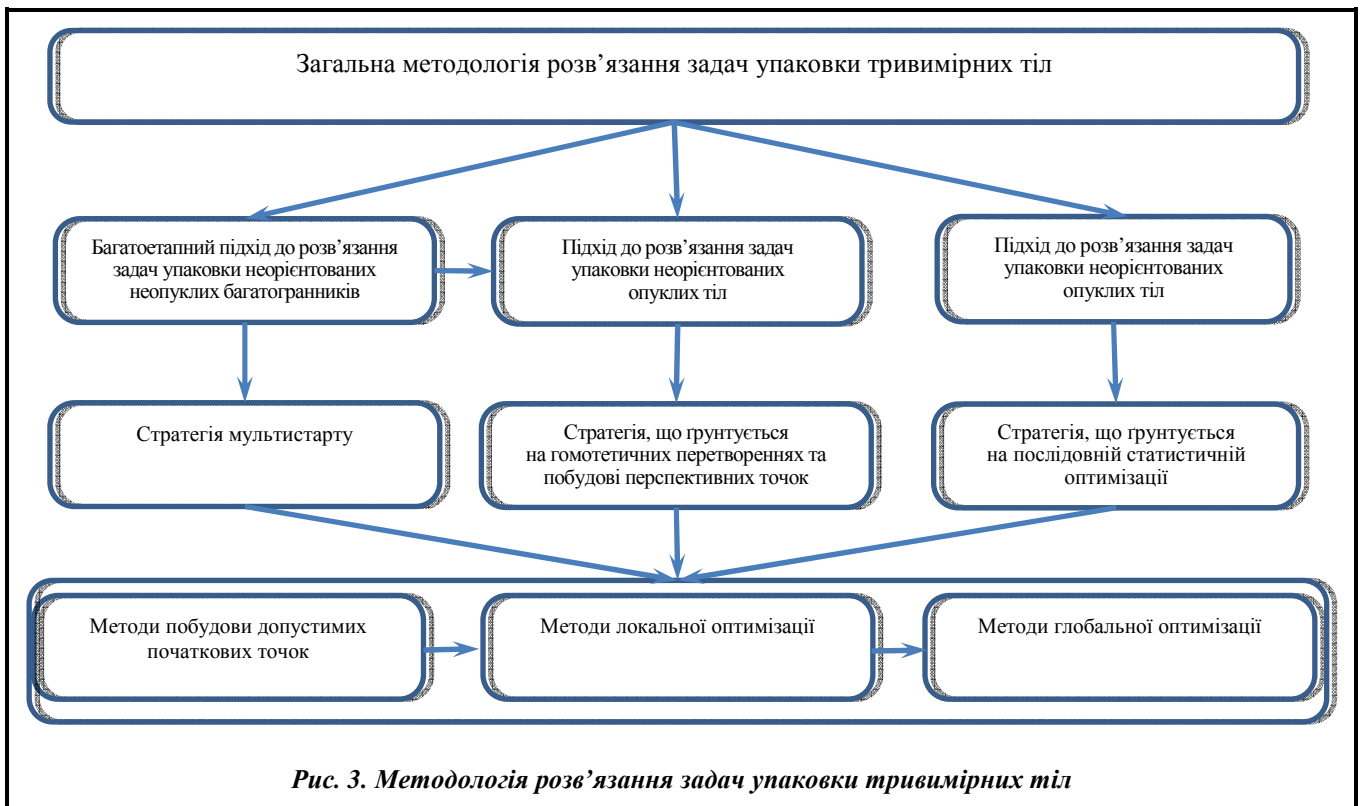 Загальна методологія розв’язання задач упаковки тривимірних тіл
Багатоетапний підхід до розв’язання
задач упаковки неорієнтованих
неопуклих багатогранників
Підхід до розв’язання задач
упаковки неорієнтованих
опуклих тіл
Підхід до розв’язання задач
упаковки неорієнтованих
опуклих тіл
Стратегія мультистарту
Стратегія, що ґрунтується
на гомотетичних перетвореннях та
побудові перспективних точок
Стратегія, що ґрунтується
на послідовній статистичній
оптимізації
Методи побудови допустимих
початкових точок
Методи локальної оптимізації
Методи глобальної оптимізації
Рис. 3. Методологія розв’язання задач упаковки тривимірних тіл